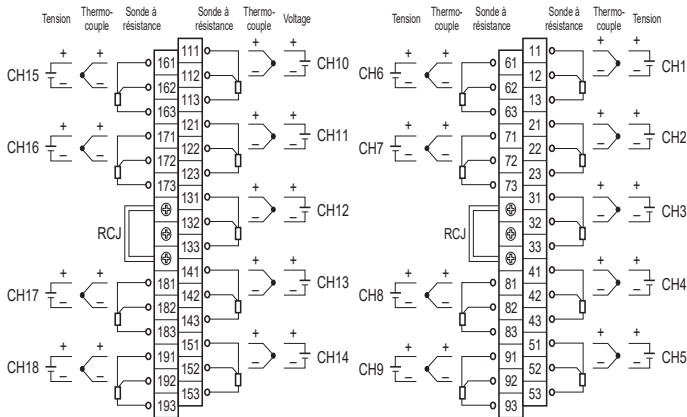 Tension Thermo-couple Sonde à résistance Sonde à résistance Thermo-couple Voltage
CH15 + − 161 162 163
111 112 113 + − CH10
CH16 + − 171 172 173
121 122 123 + − CH11
RCJ
131 132 133 + − CH12
CH17 + − 181 182 183
141 142 143 + − CH13
CH18 + − 191 192 193
151 152 153 + − CH14
Tension Thermo-couple Sonde à résistance Sonde à résistance Thermo-couple Tension
CH6 + − 61 62 63
11 12 13 + − CH1
CH7 + − 71 72 73
21 22 23 + − CH2
RCJ
31 32 33 + − CH3
CH8 + − 81 82 83
41 42 43 + − CH4
CH9 + − 91 92 93
51 52 53 + − CH5